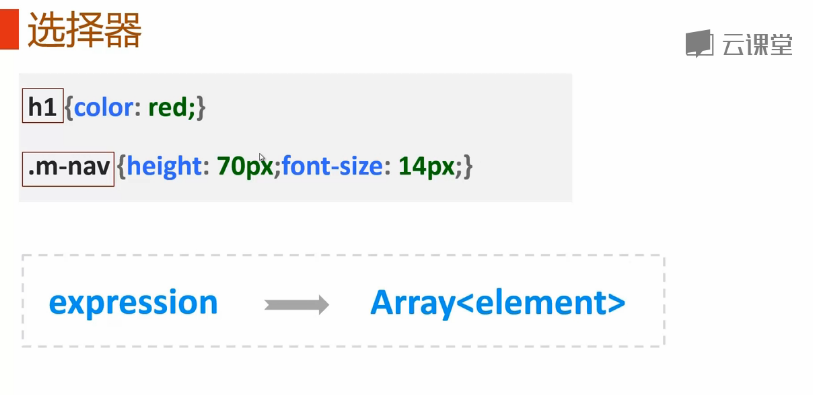 选择器
云课堂
h1{color: red;}
.m-nav{height: 70px;font-size: 14px;}
expression Array<element>